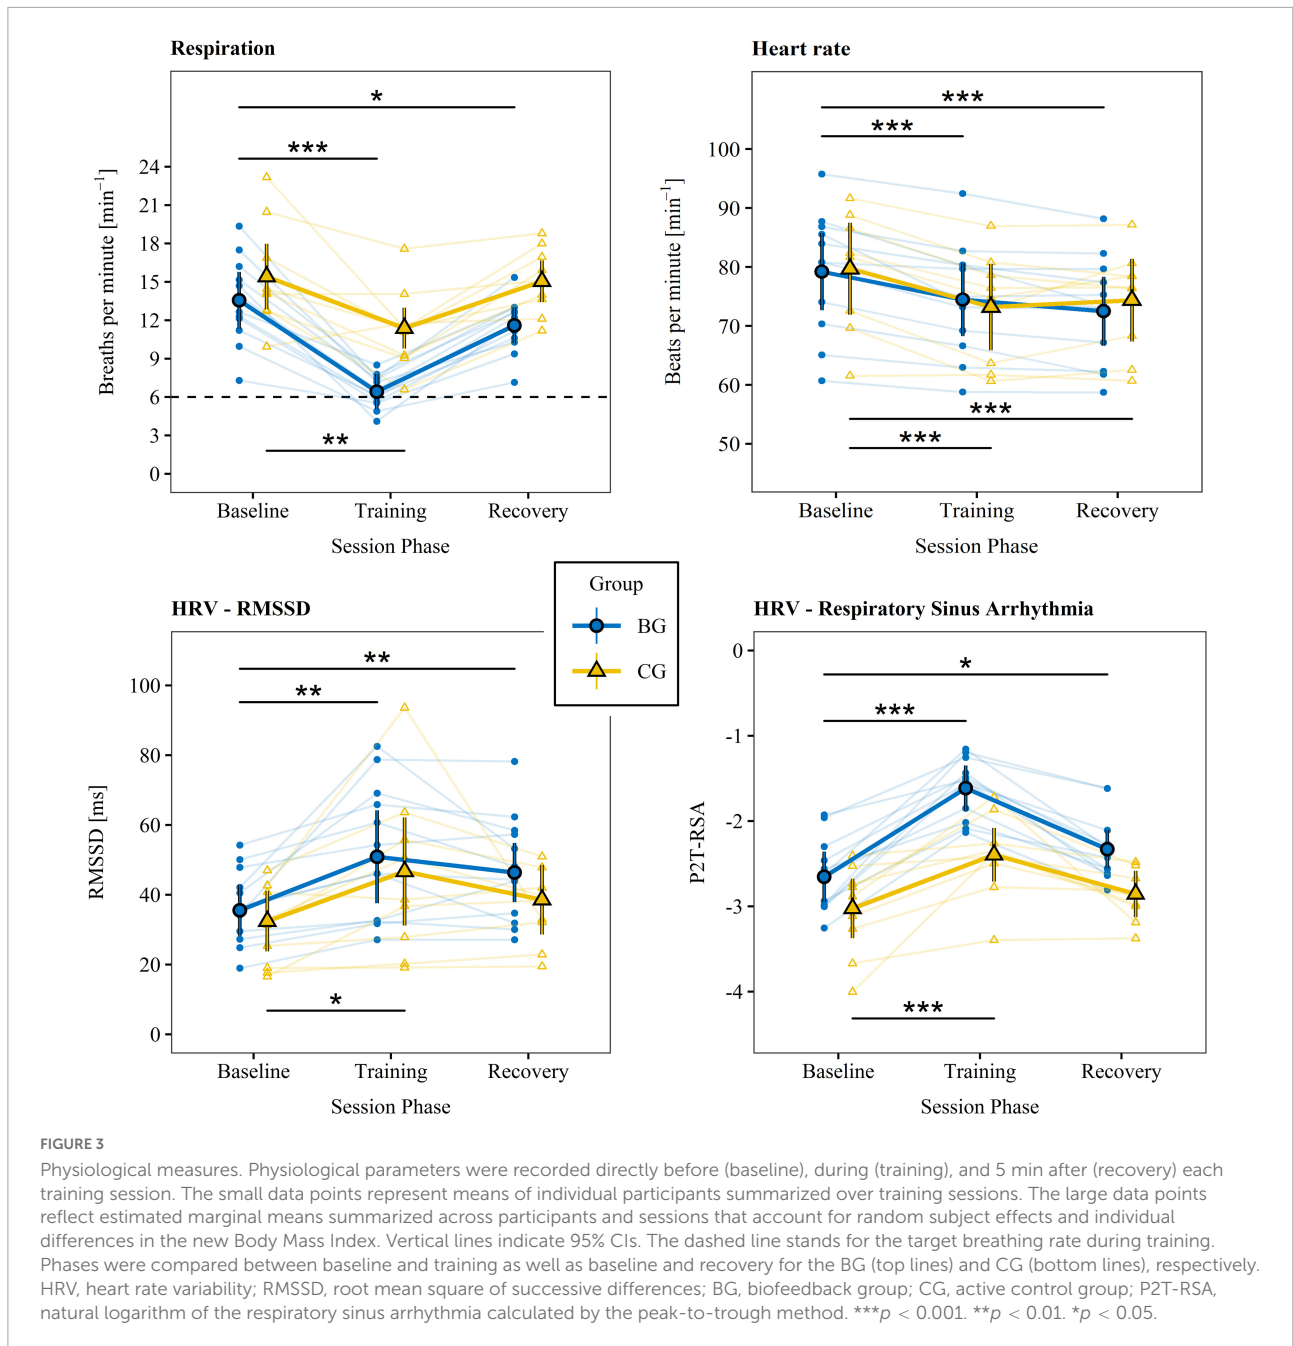 Respiration
*
***
24
21
18
15
12
9
6
3
0
**
Breaths per minute [min−1]
Baseline Training Recovery
Session Phase
Heart rate
***
***
100
90
80
70
60
50
***
***
Beats per minute [min−1]
Baseline Training Recovery
Session Phase
Group
BG
CG
HRV - RMSSD
**
**
100
80
60
40
20
0
*
RMSSD [ms]
Baseline Training Recovery
Session Phase
HRV - Respiratory Sinus Arrhythmia
0
*
***
-1
-2
-3
-4
***
P2T-RSA
Baseline Training Recovery
Session Phase
FIGURE 3
Physiological measures. Physiological parameters were recorded directly before (baseline), during (training), and 5 min after (recovery) each
training session. The small data points represent means of individual participants summarized over training sessions. The large data points
reflect estimated marginal means summarized across participants and sessions that account for random subject effects and individual
differences in the new Body Mass Index. Vertical lines indicate 95% CIs. The dashed line stands for the target breathing rate during training.
Phases were compared between baseline and training as well as baseline and recovery for the BG (top lines) and CG (bottom lines), respectively.
HRV, heart rate variability; RMSSD, root mean square of successive differences; BG, biofeedback group; CG, active control group; P2T-RSA,
natural logarithm of the respiratory sinus arrhythmia calculated by the peak-to-trough method. ***p < 0.001. **p < 0.01. *p < 0.05.